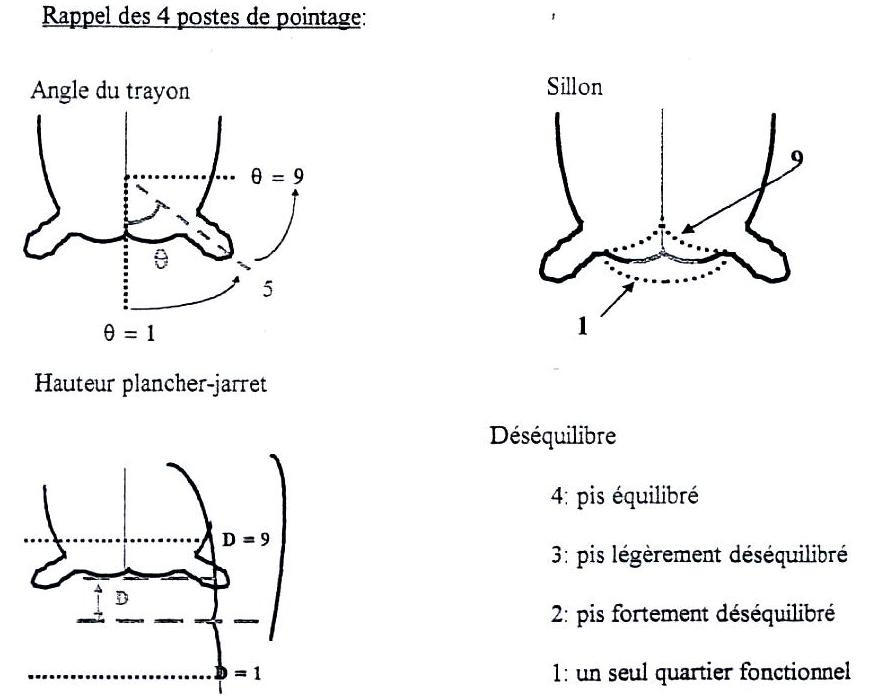 Rappel des 4 postes de pointage:
Angle du trayon
θ = 9
θ
5
θ = 1
Sillon
9
1
Hauteur plancher-jarret
D = 9
D
D = 1
Déséquilibre
4: pis équilibré
3: pis légèrement déséquilibré
2: pis fortement déséquilibré
1: un seul quartier fonctionnel